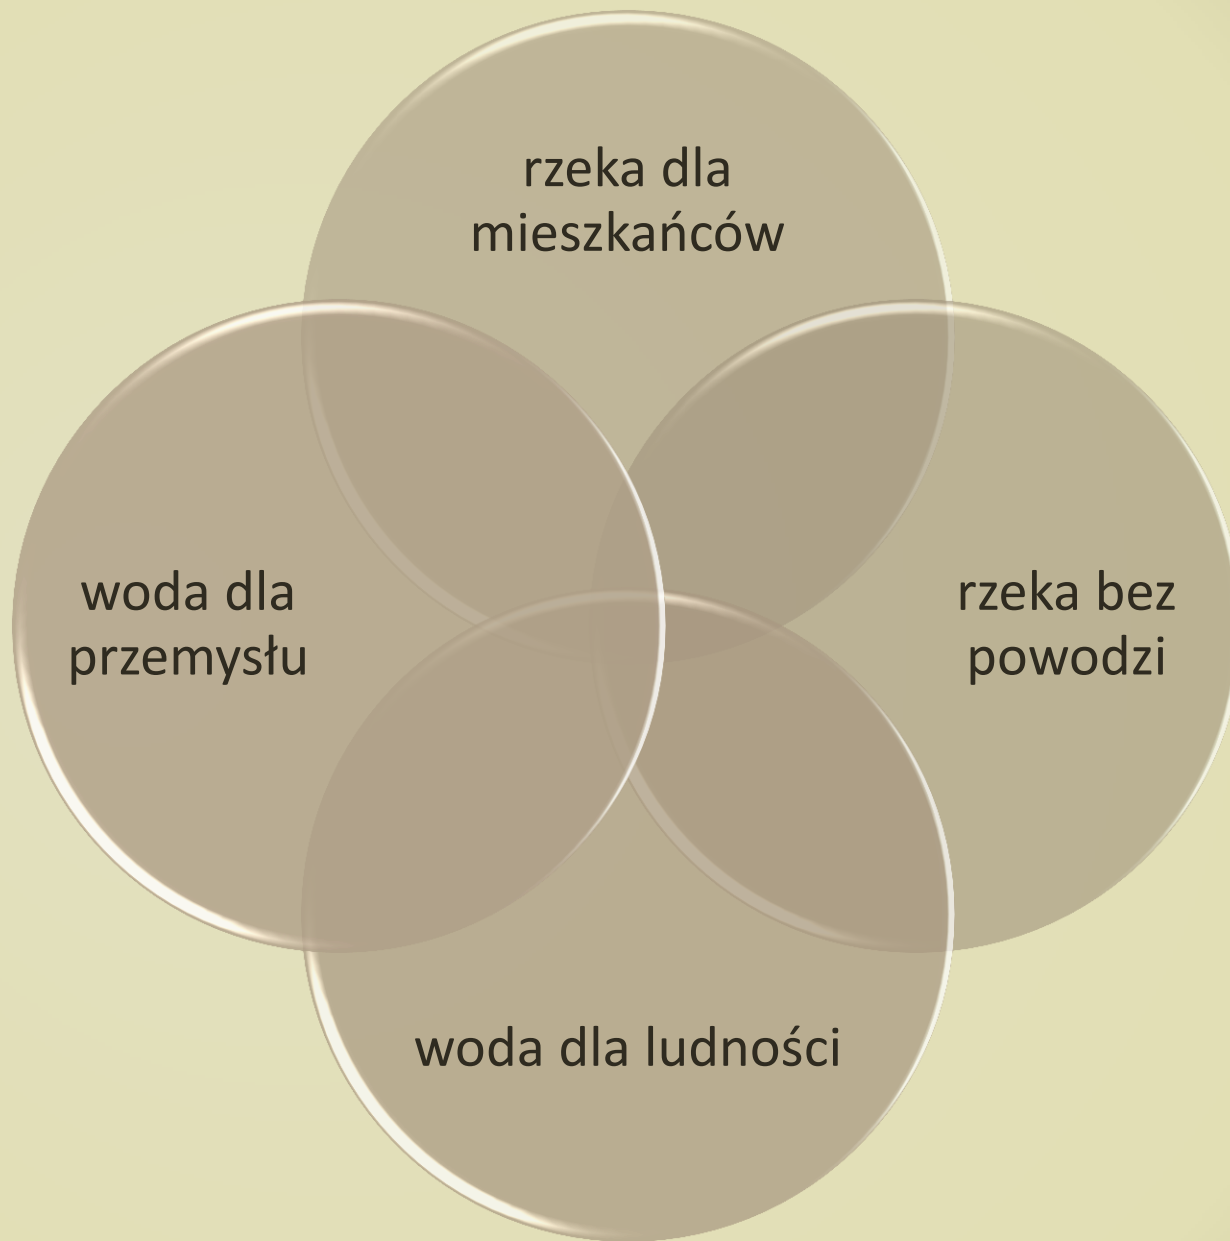 rzeka dla
mieszkańców
woda dla
przemysłu
rzeka bez
powodzi
woda dla ludności